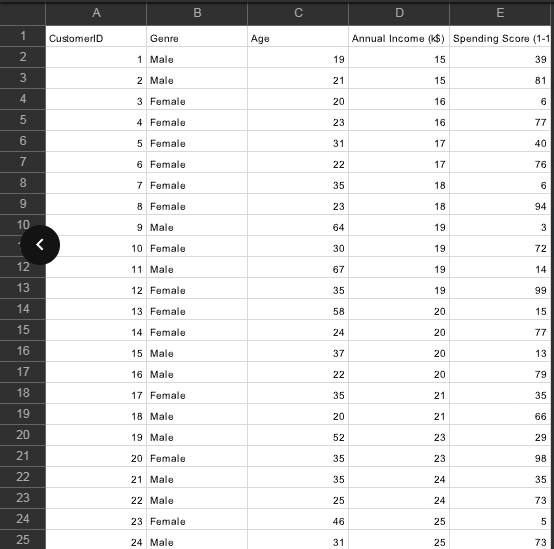 A B C D E
1 CustomerID Genre Age Annual Income (k$) Spending Score (1-1
2 1 Male 19 15 39
3 2 Male 21 15 81
4 3 Female 20 16 6
5 4 Female 23 16 77
6 5 Female 31 17 40
7 6 Female 22 17 76
8 7 Female 35 18 6
9 8 Female 23 18 94
10 9 Male 64 19 3
10 Female 30 19 72
12 11 Male 67 19 14
13 12 Female 35 19 99
14 13 Female 58 20 15
15 14 Female 24 20 77
16 15 Male 37 20 13
17 16 Male 22 20 79
18 17 Female 35 21 35
19 18 Male 20 21 66
20 19 Male 52 23 29
21 20 Female 35 23 98
22 21 Male 35 24 35
23 22 Male 25 24 73
24 23 Female 46 25 5
25 24 Male 31 25 73